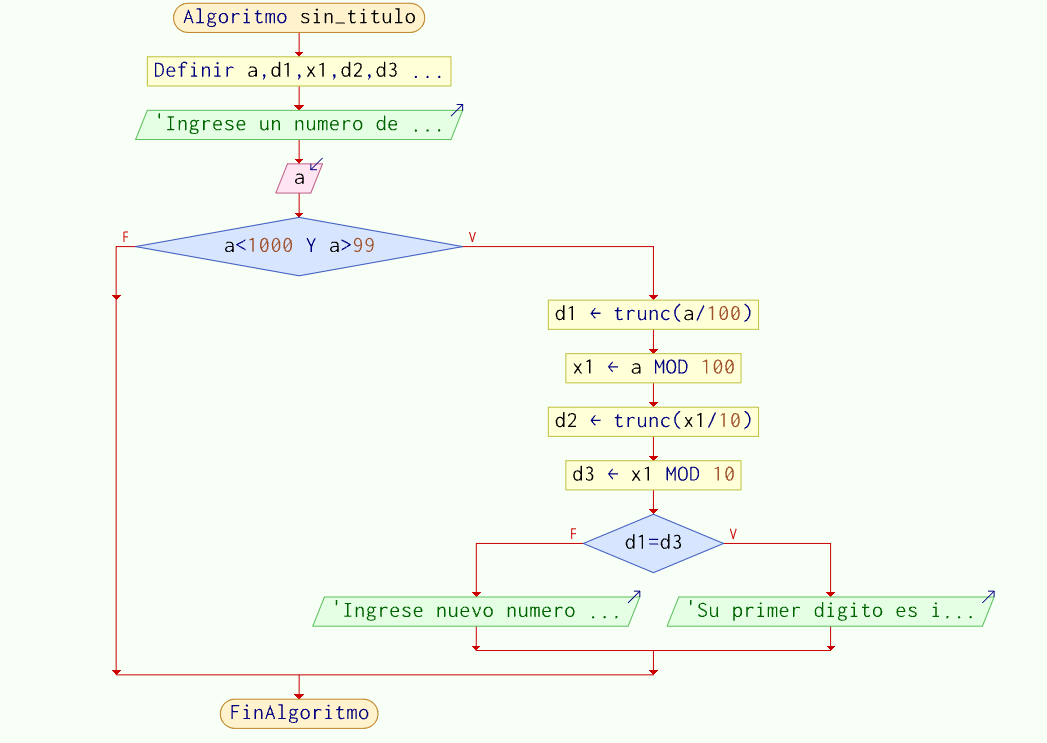 Algoritmo sin_titulo
Definir a,d1,x1,d2,d3 ...
'Ingrese un numero de ...
a
F
a<1000 Y a>99
V
d1 ← trunc(a/100)
x1 ← a MOD 100
d2 ← trunc(x1/10)
d3 ← x1 MOD 10
F
d1=d3
V
'Ingrese nuevo numero ...
'Su primer digito es i...
FinAlgoritmo